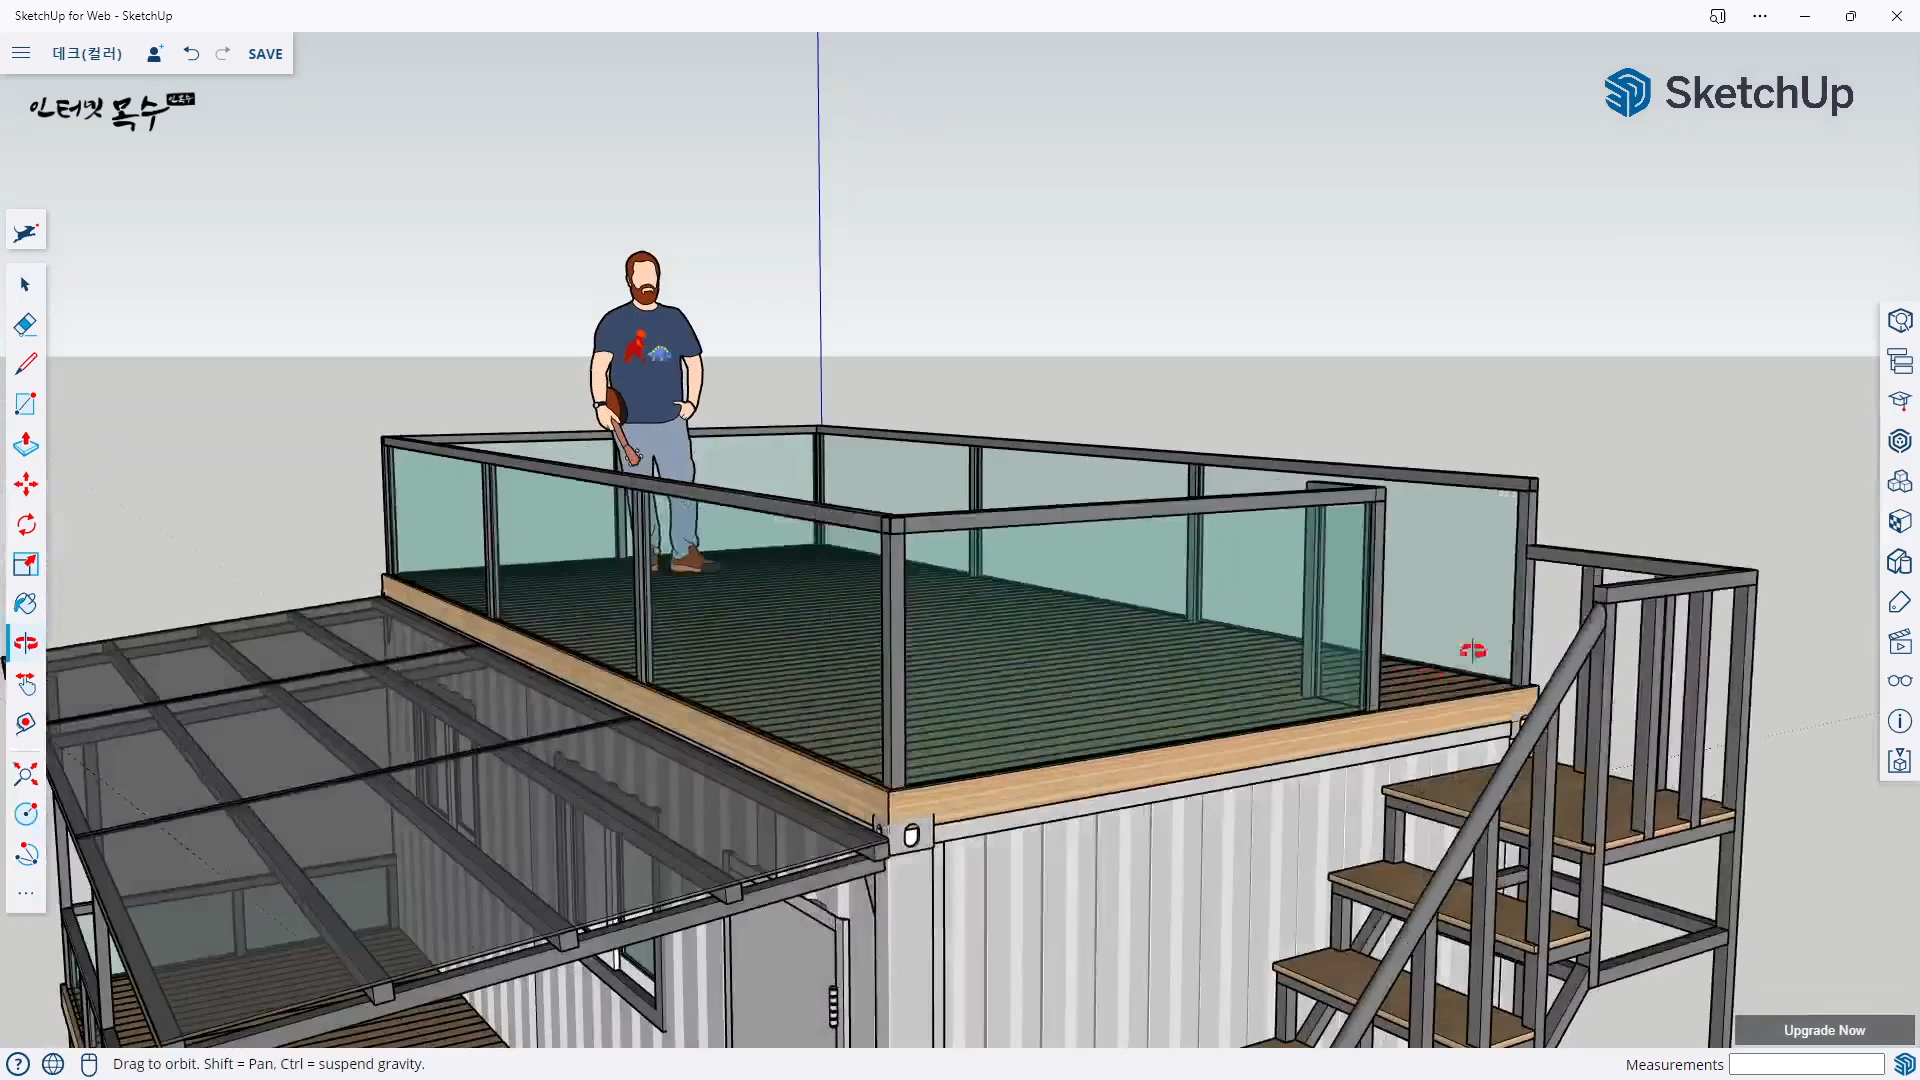 SketchUp for Web - SketchUp
데크(컬러)
SAVE
인터넷 목수
SketchUp
Upgrade Now
Drag to orbit. Shift = Pan, Ctrl = suspend gravity.
Measurements